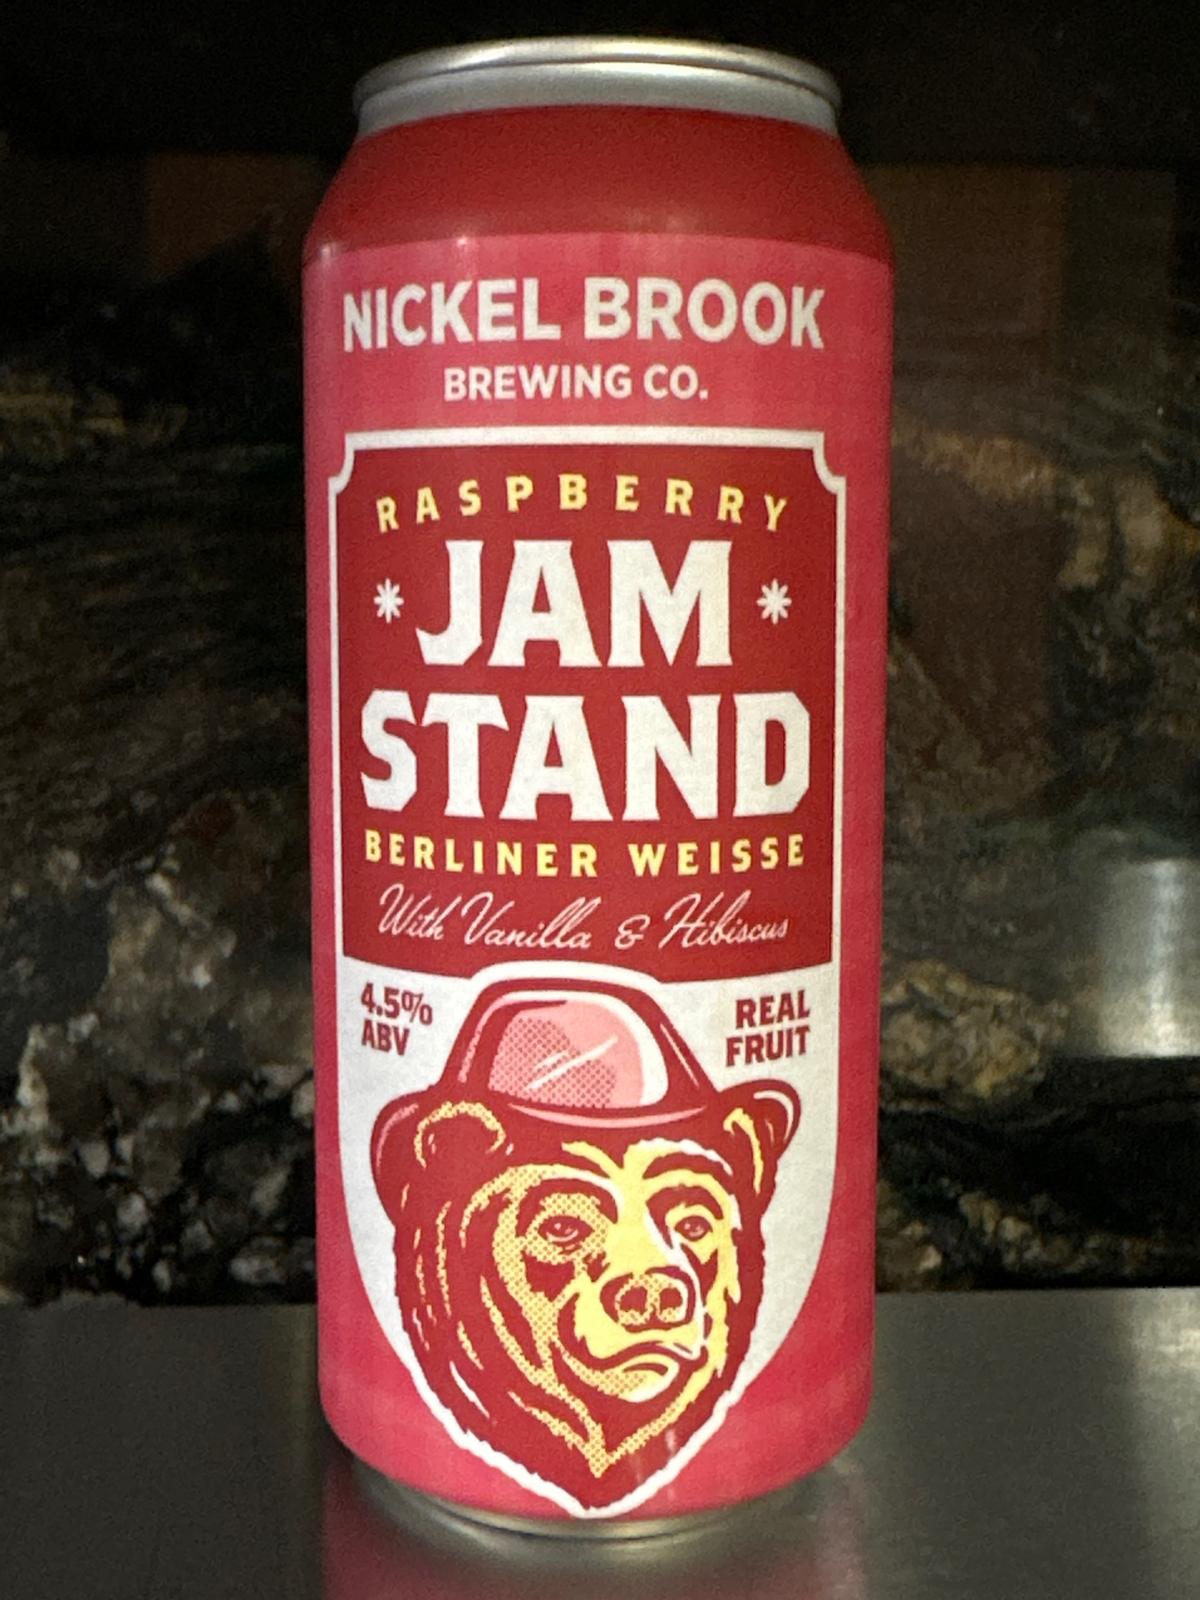 NICKEL BROOK
BREWING CO.
RASPBERRY
JAM
STAND
BERLINER WEISSE
With Vanilla & Hibiscus
4.5%
ABV
REAL
FRUIT